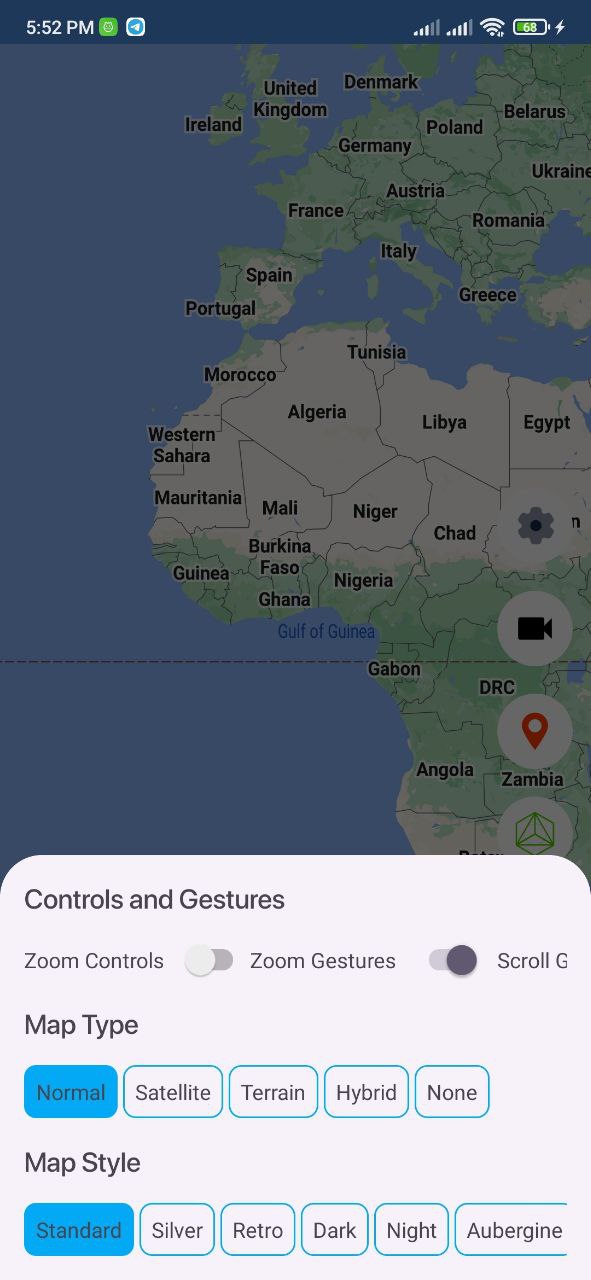 5:52 PM
68
United
Kingdom
Denmark
Belarus
Ireland
Poland
Germany
Ukraine
Austria
France
Romania
Italy
Spain
Greece
Portugal
Tunisia
Morocco
Algeria
Libya
Egypt
Western
Sahara
Mauritania
Mali
Niger
n
Chad
Burkina
Faso
Guinea
Nigeria
Ghana
Gulf of Guinea
Gabon
DRC
Angola
Zambia
Controls and Gestures
Zoom Controls Zoom Gestures Scroll G
Map Type
Normal Satellite Terrain Hybrid None
Map Style
Standard Silver Retro Dark Night Aubergine